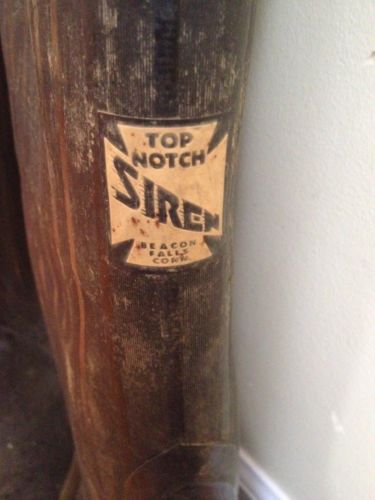 TOP
NOTCH
SIREN
BEACON
FALLS
CONN.